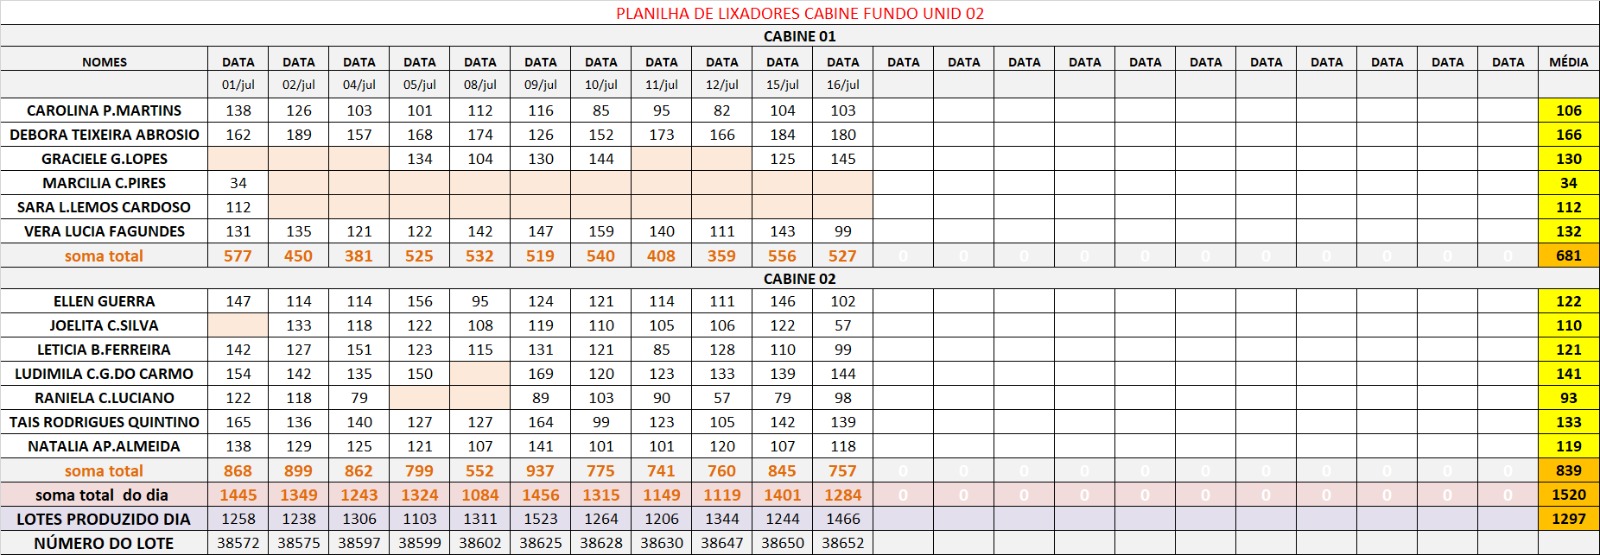 PLANILHA DE LIXADORES CABINE FUNDO UNID 02
CABINE 01
NOMES DATA DATA DATA DATA DATA DATA DATA DATA DATA DATA DATA DATA DATA DATA DATA DATA DATA DATA DATA DATA DATA DATA MÉDIA
01/jul 02/jul 04/jul 05/jul 08/jul 09/jul 10/jul 11/jul 12/jul 15/jul 16/jul
CAROLINA P.MARTINS 138 126 103 101 112 116 85 95 82 104 103 106
DEBORA TEIXEIRA ABROSIO 162 189 157 168 174 126 152 173 166 184 180 166
GRACIELE G.LOPES 134 104 130 144 125 145 130
MARCILIA C.PIRES 34 34
SARA L.LEMOS CARDOSO 112 112
VERA LUCIA FAGUNDES 131 135 121 122 142 147 159 140 111 143 99 132
soma total 577 450 381 525 532 519 540 408 359 556 527 0 0 0 0 0 0 0 0 0 0 0 681
CABINE 02
ELLEN GUERRA 147 114 114 156 95 124 121 114 111 146 102 122
JOELITA C.SILVA 133 118 122 108 119 110 105 106 122 57 110
LETICIA B.FERREIRA 142 127 151 123 115 131 121 85 128 110 99 121
LUDIMILA C.G.DO CARMO 154 142 135 150 169 120 123 133 139 144 141
RANIELA C.LUCIANO 122 118 79 89 103 90 57 79 98 93
TAIS RODRIGUES QUINTINO 165 136 140 127 127 164 99 123 105 142 139 133
NATALIA AP.ALMEIDA 138 129 125 121 107 141 101 101 120 107 118 119
soma total 868 899 862 799 552 937 775 741 760 845 757 0 0 0 0 0 0 0 0 0 0 0 839
soma total do dia 1445 1349 1243 1324 1084 1456 1315 1149 1119 1401 1284 0 0 0 0 0 0 0 0 0 0 0 1520
LOTES PRODUZIDO DIA 1258 1238 1306 1103 1311 1523 1264 1206 1344 1244 1466 1297
NÚMERO DO LOTE 38572 38575 38597 38599 38602 38625 38628 38630 38647 38650 38652